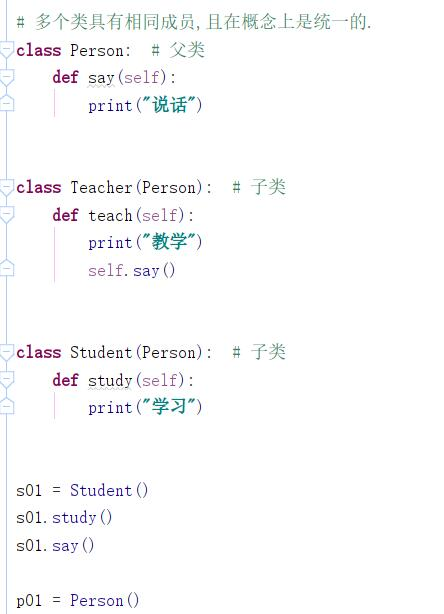 # 多个类具有相同成员,且在概念上是统一的.
class Person:  # 父类
    def say(self):
        print("说话")
class Teacher(Person):  # 子类
    def teach(self):
        print("教学")
        self.say()
class Student(Person):  # 子类
    def study(self):
        print("学习")
s01 = Student()
s01.study()
s01.say()
p01 = Person()